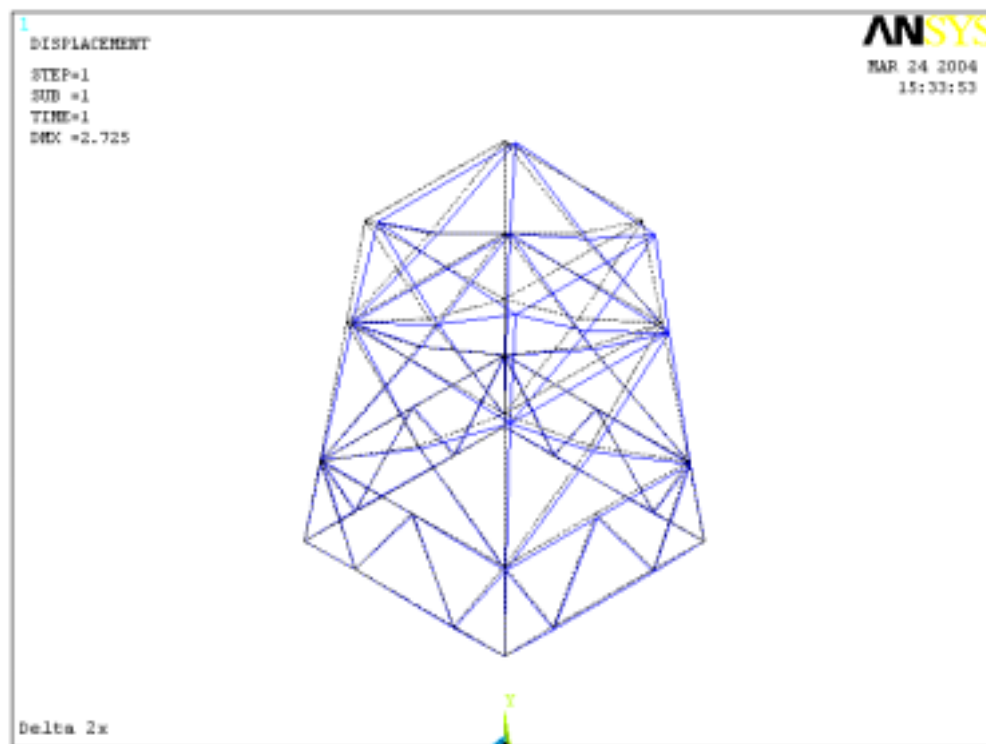 1
DISPLACEMENT
STEP=1
SUB =1
TIME=1
DMX =2.725
ANSYS
MAR 24 2004
15:33:53
Y
Delta 2x